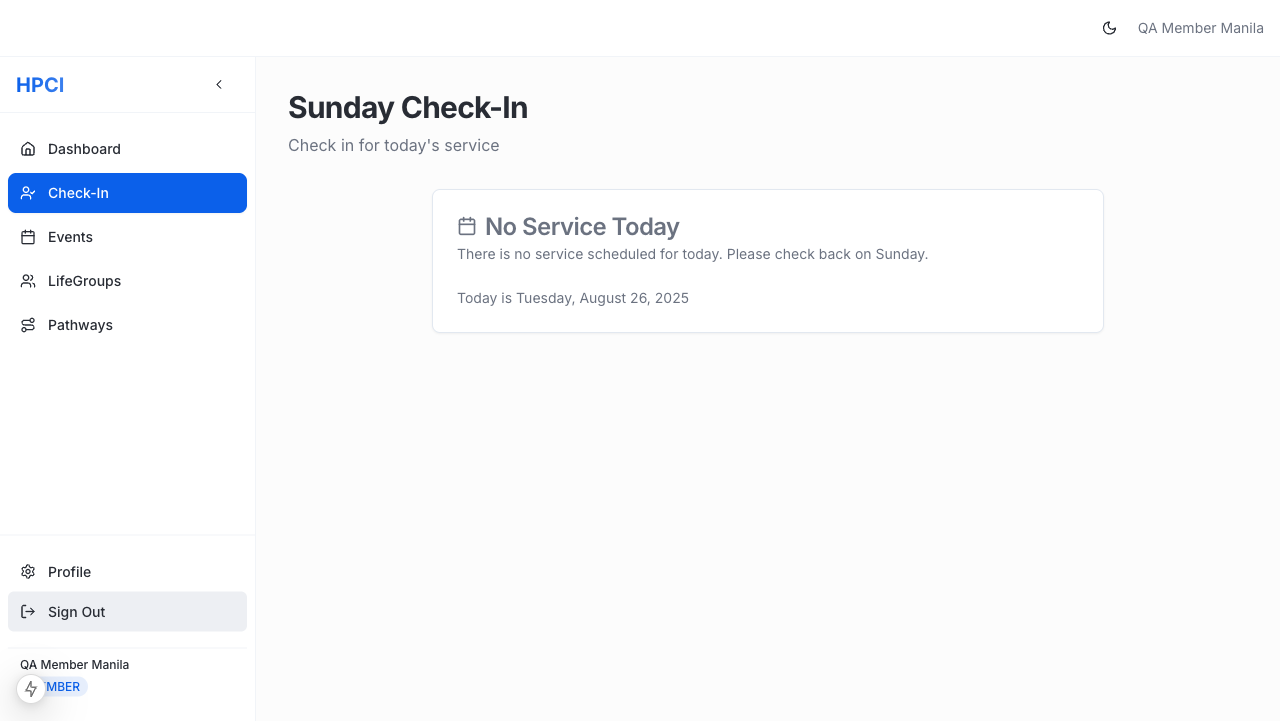 QA Member Manila
HPCI
Dashboard
Check-In
Events
LifeGroups
Pathways
Profile
Sign Out
QA Member Manila
Sunday Check-In
Check in for today's service
No Service Today
There is no service scheduled for today. Please check back on Sunday.
Today is Tuesday, August 26, 2025